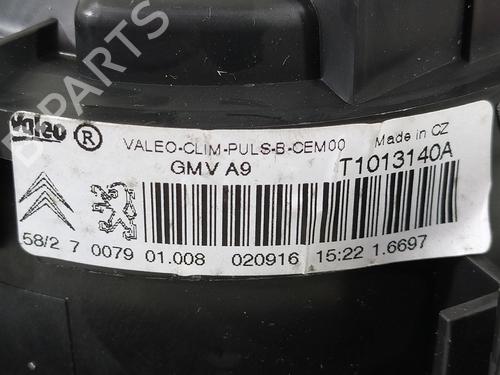 B-PARTS
Valeo ® VALEO-CLIM-PULS-B-CEM00 Made in CZ
GMV A9 T1013140A
58/2 7 0079 01.008 020916 15:22 1.6697